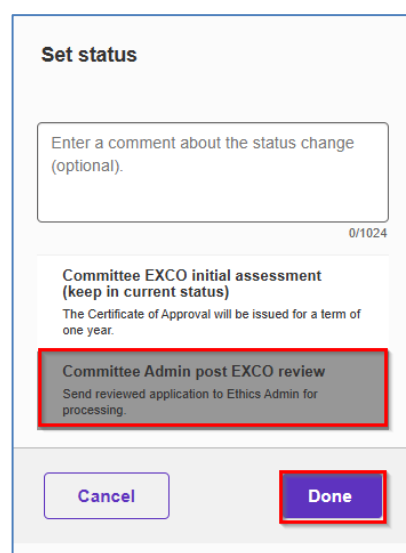 Set status
Enter a comment about the status change
(optional).
0/1024
Committee EXCO initial assessment
(keep in current status)
The Certificate of Approval will be issued for a term of
one year.
Committee Admin post EXCO review
Send reviewed application to Ethics Admin for
processing.
Cancel
Done